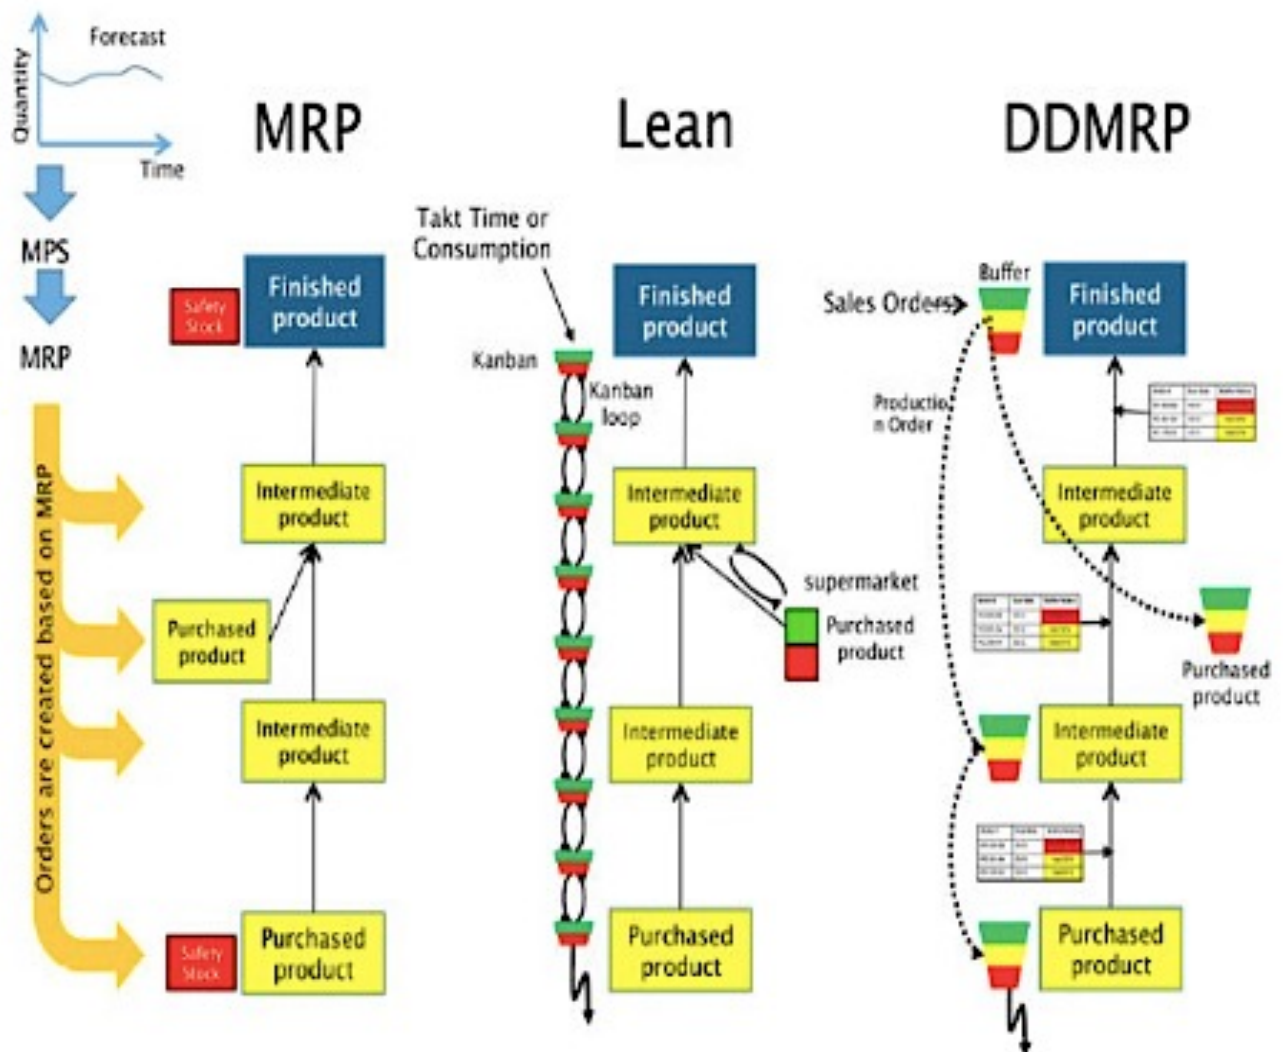 Forecast
Quantity
Time
MPS
MRP
Orders are created based on MRP
MRP
Safety
Stock
Finished
product
Intermediate
product
Purchased
product
Intermediate
product
Safety
Stock
Purchased
product
Lean
Takt Time or
Consumption
Kanban
Kanban
loop
Finished
product
Intermediate
product
supermarket
Purchased
product
Intermediate
product
Purchased
product
DDMRP
Buffer
Sales Orders
Finished
product
Productio
n Order
Intermediate
product
Purchased
product
Intermediate
product
Purchased
product